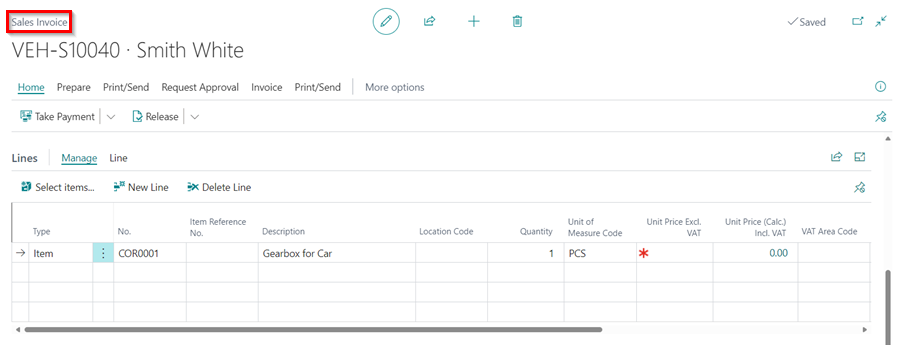 Sales Invoice
Saved
VEH-S10040 · Smith White
Home Prepare Print/Send Request Approval Invoice Print/Send More options
Take Payment Release
Lines Manage Line
Select items... New Line Delete Line
Type No. Item Reference No. Description Location Code Quantity Unit of Measure Code Unit Price Excl. VAT Unit Price (Calc.) Incl. VAT VAT Area Code
Item COR0001 Gearbox for Car 1 PCS * 0.00